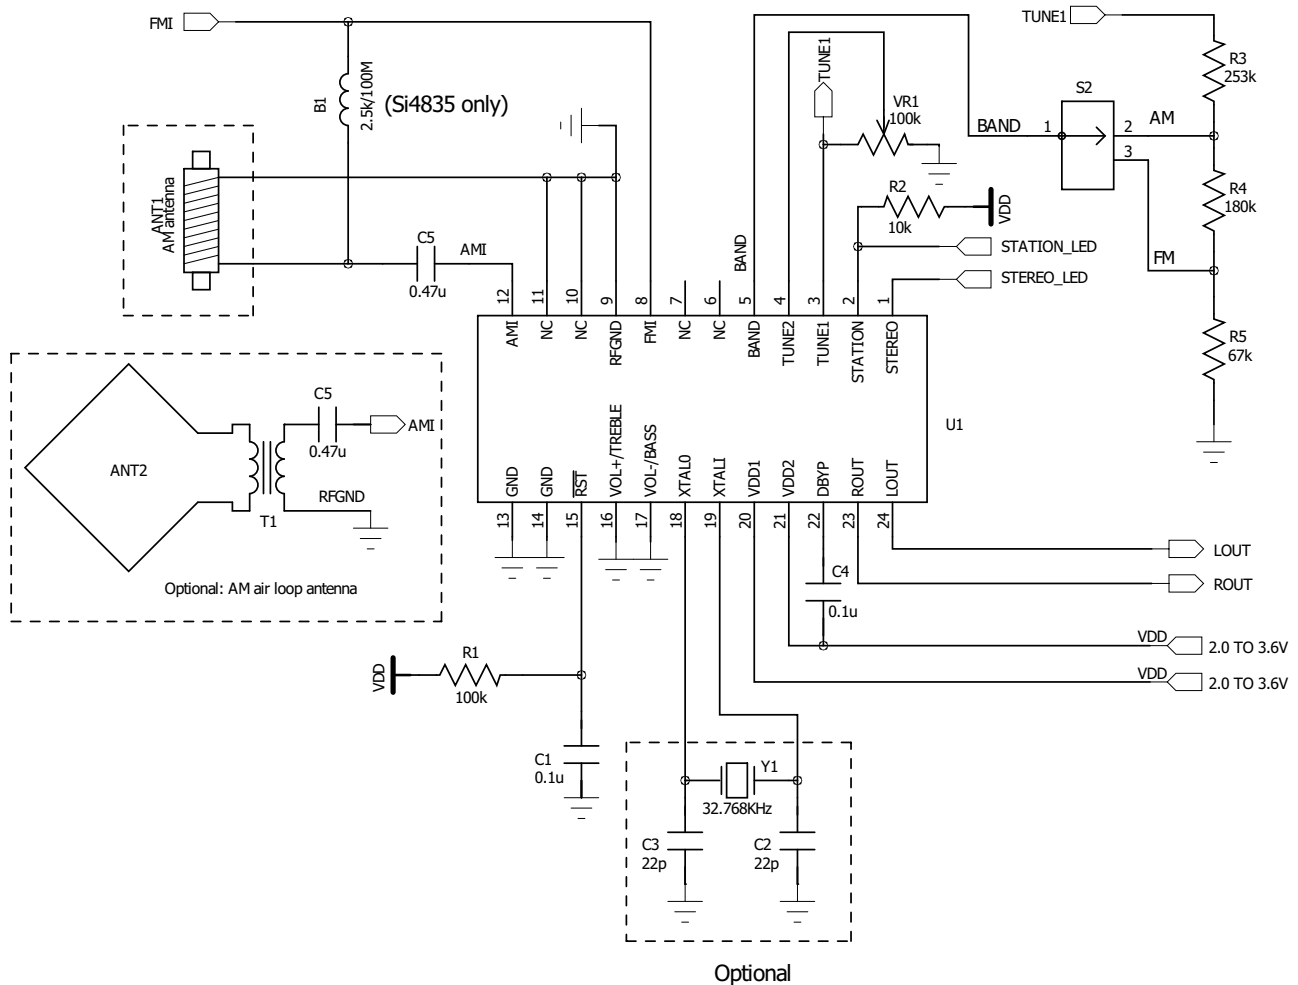 FMI
TUNE1
R3
253k
B1
2.5k/100M
(Si4835 only)
TUNE1
VR1
100k
S2
BAND
1
2
AM
3
ANT1
AM antenna
R2
10k
VDD
R4
180k
C5
0.47u
AMI
BAND
STATION_LED
STEREO_LED
FM
12
11
10
9
8
7
6
5
4
3
2
1
AMI
NC
NC
RFGND
FMI
NC
NC
BAND
TUNE2
TUNE1
STATION
STEREO
R5
67k
U1
ANT2
C5
0.47u
AMI
RFGND
T1
Optional: AM air loop antenna
GND
GND
RST
VOL+/TREBLE
VOL-/BASS
XTAL0
XTALI
VDD1
VDD2
DBYP
ROUT
LOUT
13
14
15
16
17
18
19
20
21
22
23
24
LOUT
ROUT
C4
0.1u
VDD
2.0 TO 3.6V
VDD
2.0 TO 3.6V
VDD
R1
100k
C1
0.1u
Y1
32.768KHz
C3
22p
C2
22p
Optional